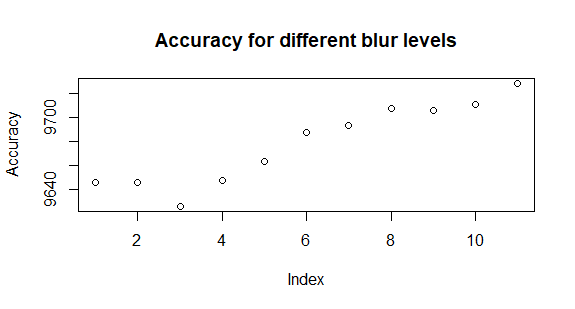 Accuracy for different blur levels
Accuracy
9700
9640
2 4 6 8 10
Index